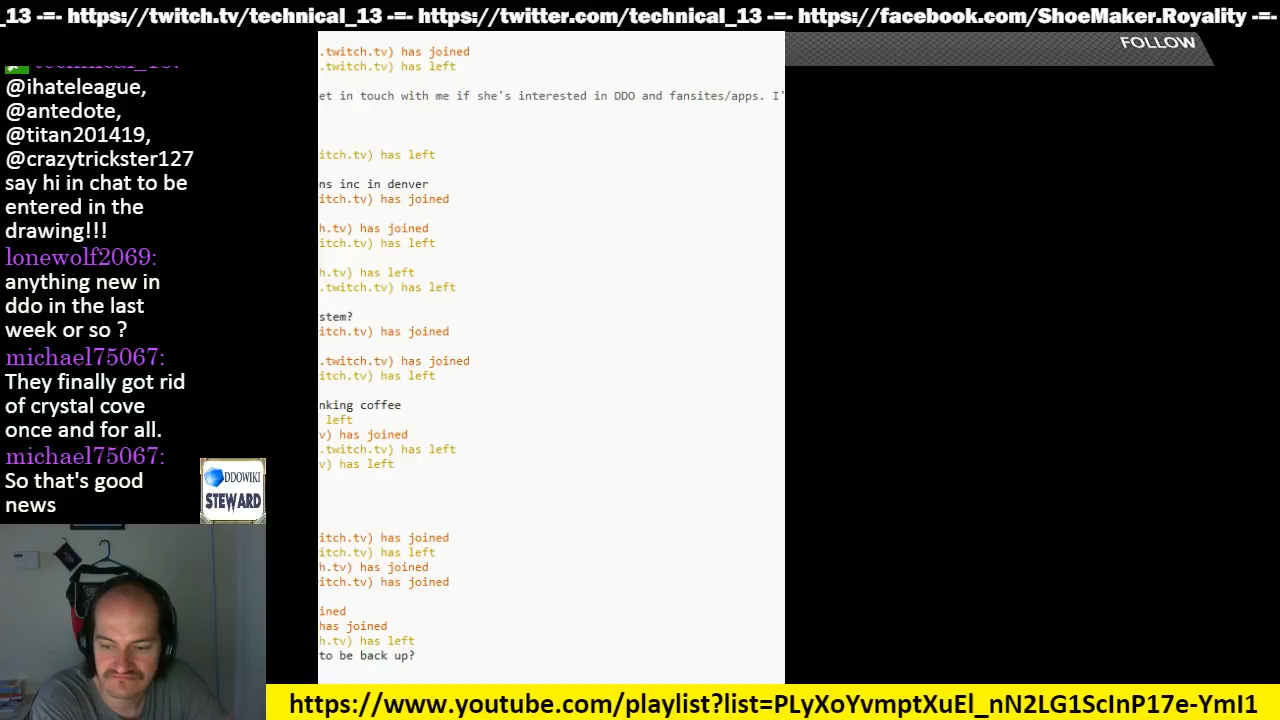 _13 -=- https://twitch.tv/technical_13 -=- https://twitter.com/technical_13 -=- https://facebook.com/ShoeMaker.Royality -=-
FOLLOW
technical_13:
@ihateleague,
@antedote,
@titan201419,
@crazytrickster127
say hi in chat to be
entered in the
drawing!!!
lonewolf2069:
anything new in
ddo in the last
week or so ?
michael75067:
They finally got rid
of crystal cove
once and for all.
michael75067:
So that's good
news
DDOWIKI
STEWARD
.twitch.tv) has joined
.twitch.tv) has left
et in touch with me if she's interested in DDO and fansites/apps. I'
itch.tv) has left
ns inc in denver
itch.tv) has joined
h.tv) has joined
itch.tv) has left
h.tv) has left
.twitch.tv) has left
stem?
itch.tv) has joined
.twitch.tv) has joined
itch.tv) has left
nking coffee
left
v) has joined
.twitch.tv) has left
v) has left
itch.tv) has joined
itch.tv) has left
h.tv) has joined
itch.tv) has joined
ined
has joined
h.tv) has left
to be back up?
https://www.youtube.com/playlist?list=PLyXoYvmptXuEl_nN2LG1ScInP17e-YmI1